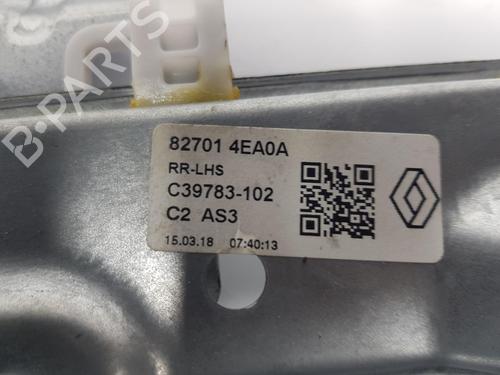 B-PARTS
82701 4EA0A
RR-LHS
C39783-102
C2 AS3
15.03.18 07:40:13